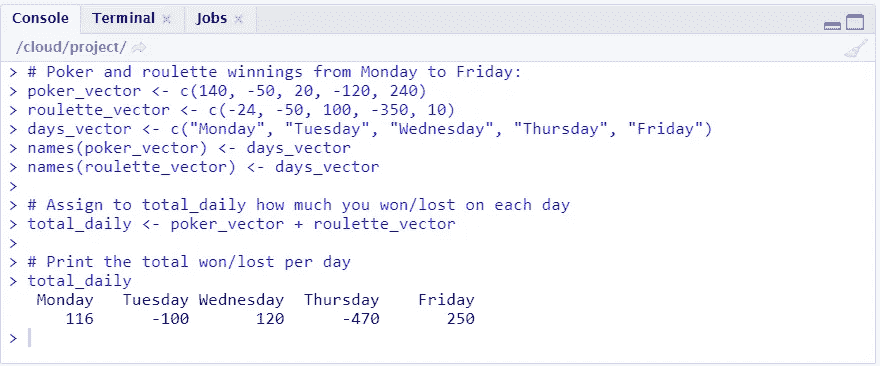 Console Terminal Jobs
/cloud/project/
> # Poker and roulette winnings from Monday to Friday:
> poker_vector <- c(140, -50, 20, -120, 240)
> roulette_vector <- c(-24, -50, 100, -350, 10)
> days_vector <- c("Monday", "Tuesday", "Wednesday", "Thursday", "Friday")
> names(poker_vector) <- days_vector
> names(roulette_vector) <- days_vector
>
> # Assign to total_daily how much you won/lost on each day
> total_daily <- poker_vector + roulette_vector
>
> # Print the total won/lost per day
> total_daily
   Monday   Tuesday Wednesday  Thursday    Friday
      116      -100       120      -470       250
>